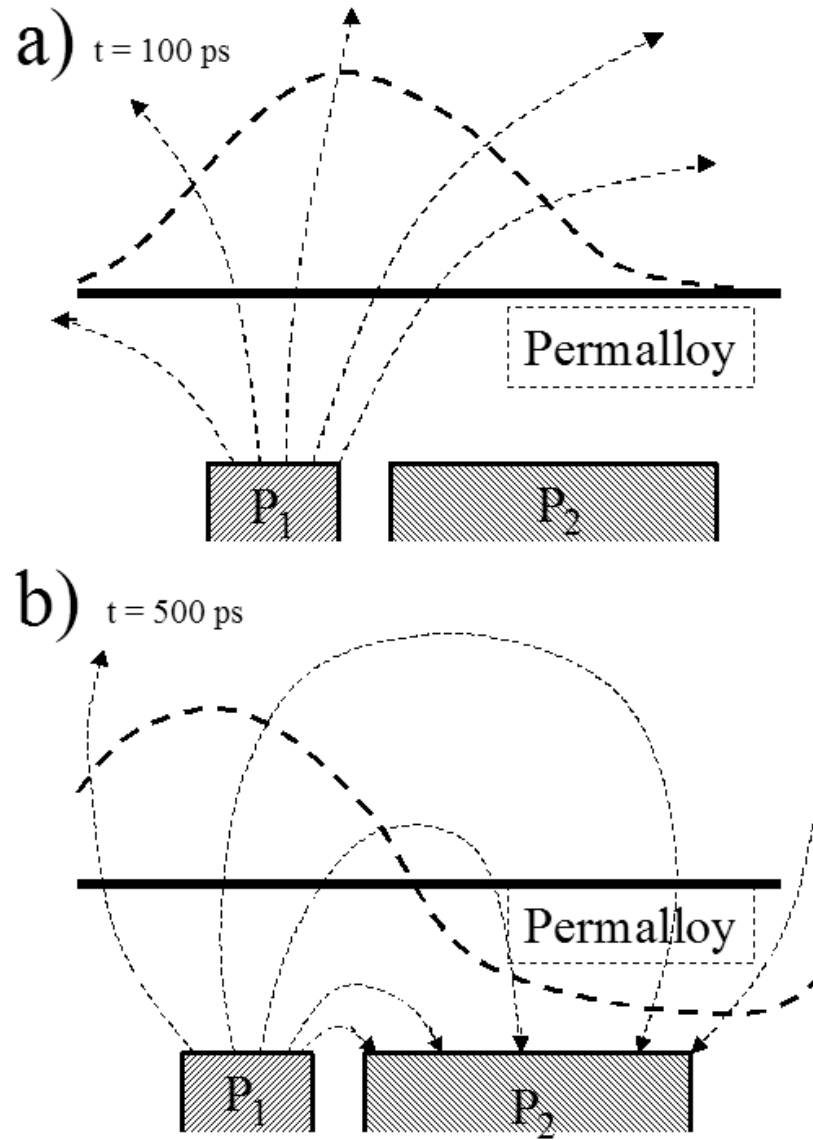 a) t = 100 ps
Permalloy
P1 P2
b) t = 500 ps
Permalloy
P1 P2